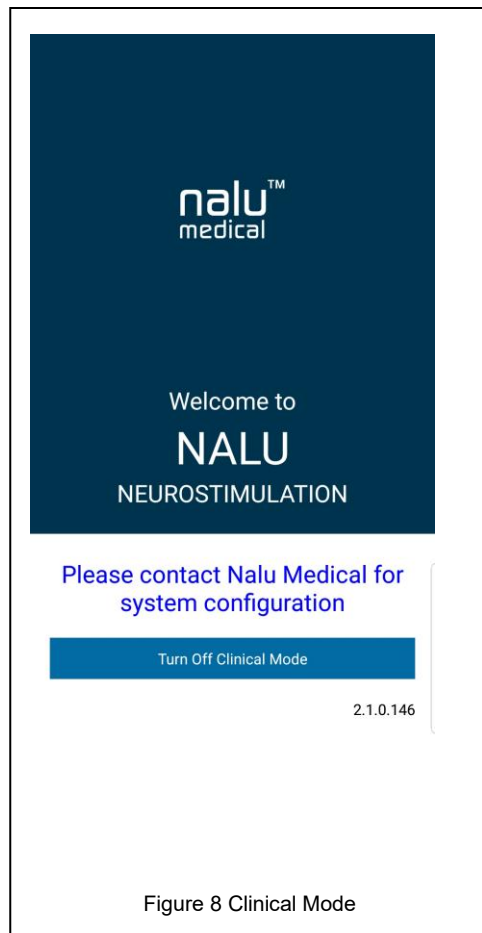 nalu™
medical
Welcome to
NALU
NEUROSTIMULATION
Please contact Nalu Medical for
system configuration
Turn Off Clinical Mode
2.1.0.146
Figure 8 Clinical Mode